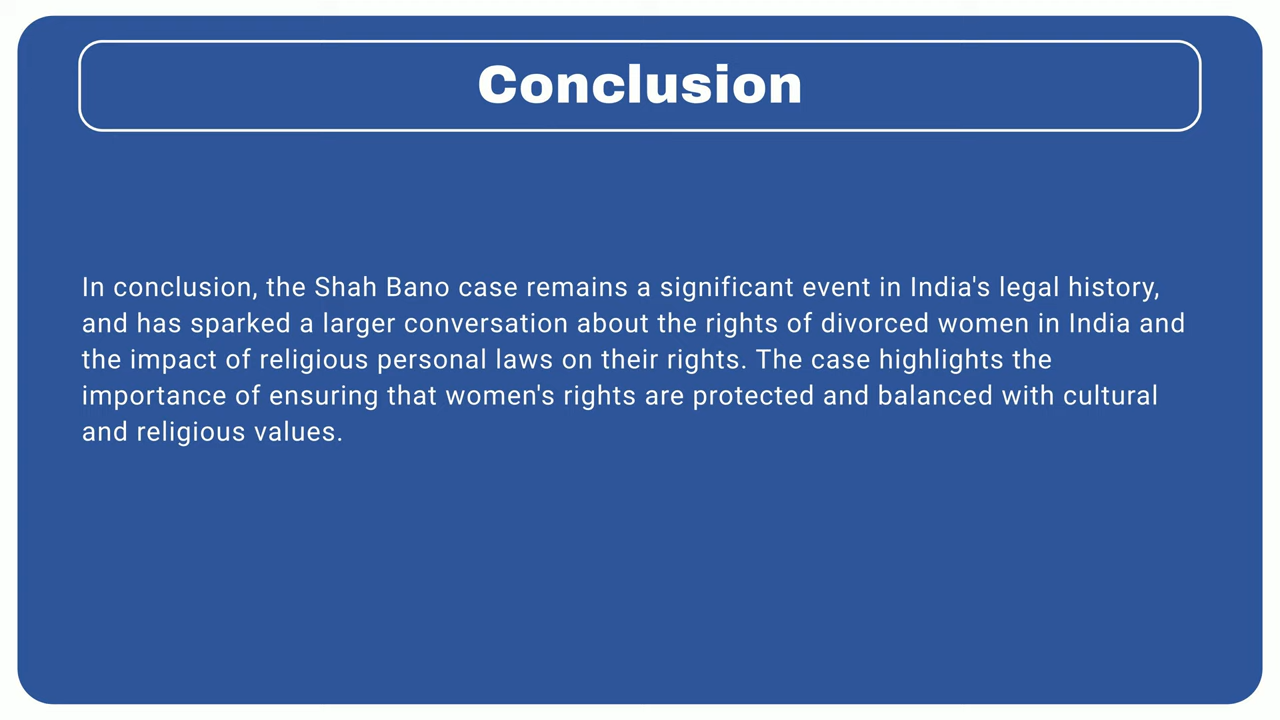 Conclusion
In conclusion, the Shah Bano case remains a significant event in India's legal history,
and has sparked a larger conversation about the rights of divorced women in India and
the impact of religious personal laws on their rights. The case highlights the
importance of ensuring that women's rights are protected and balanced with cultural
and religious values.